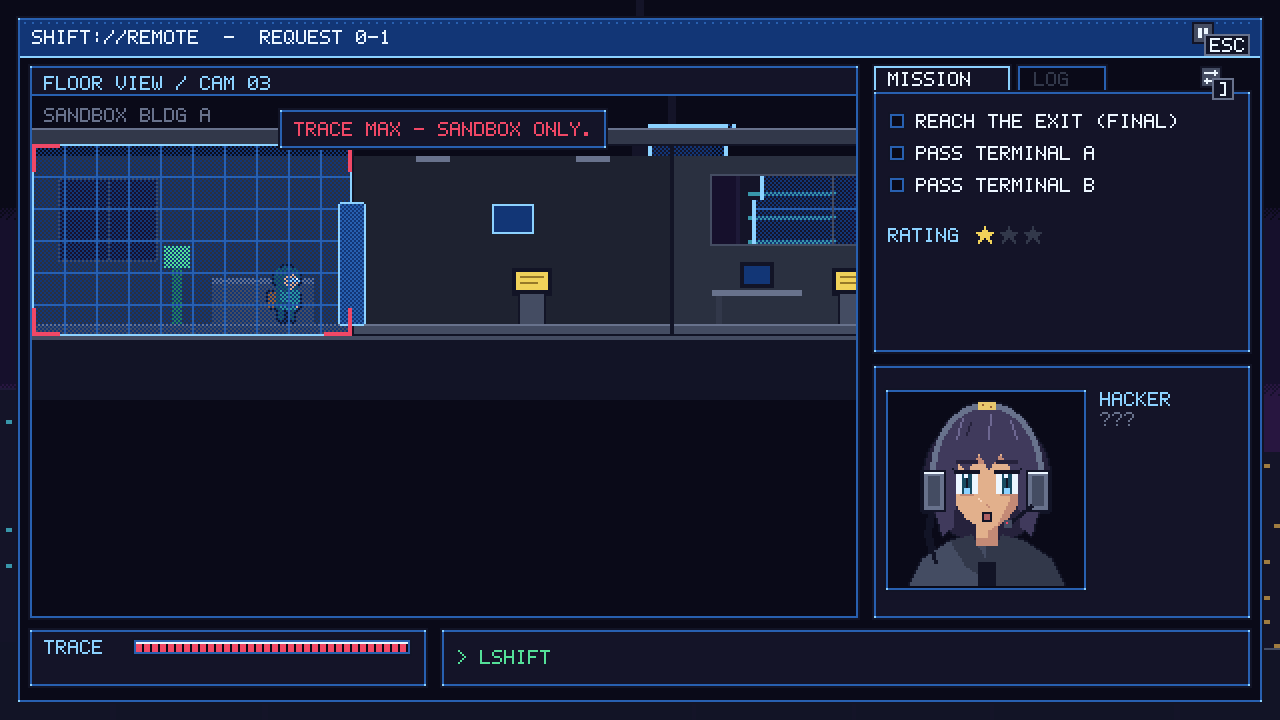 SHIFT://REMOTE - REQUEST 0-1
ESC
FLOOR VIEW / CAM 03
SANDBOX BLDG A
TRACE MAX - SANDBOX ONLY.
MISSION
LOG
]
REACH THE EXIT (FINAL)
PASS TERMINAL A
PASS TERMINAL B
RATING
HACKER
???
TRACE
> LSHIFT